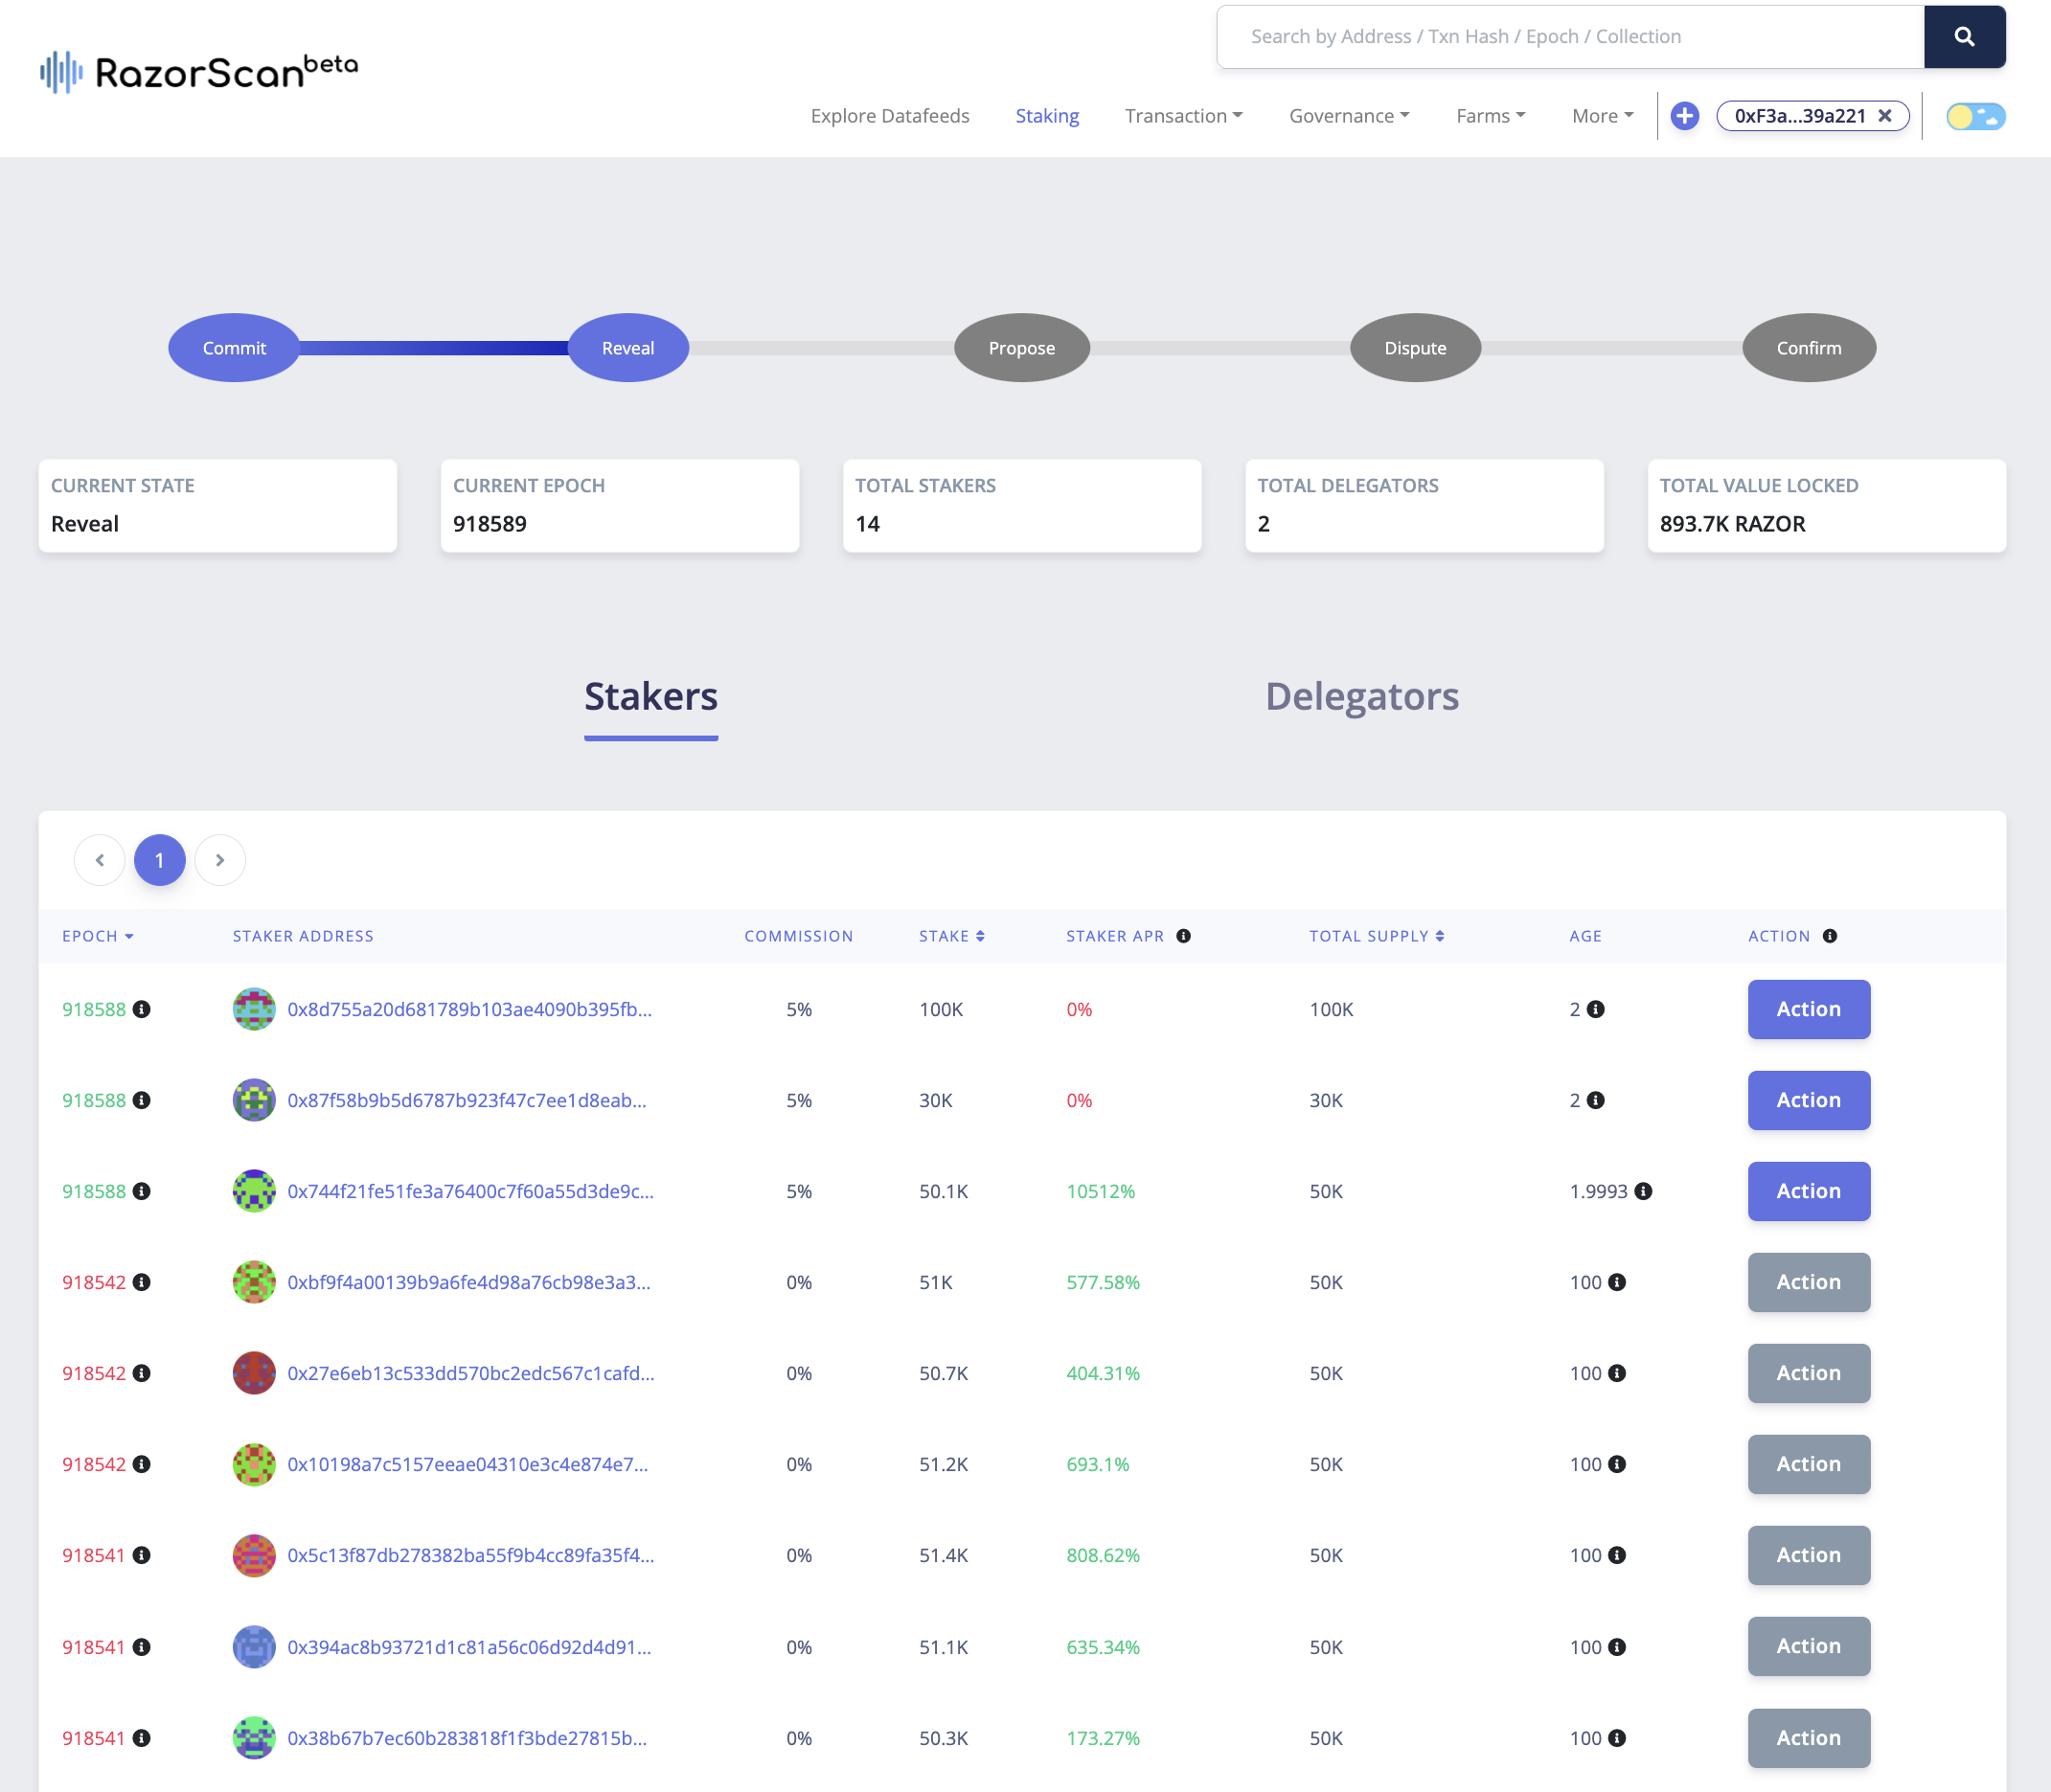 Search by Address / Txn Hash / Epoch / Collection
RazorScan beta
Explore Datafeeds Staking Transaction Governance Farms More 0xF3a...39a221
Commit Reveal Propose Dispute Confirm
CURRENT STATE CURRENT EPOCH TOTAL STAKERS TOTAL DELEGATORS TOTAL VALUE LOCKED
Reveal 918589 14 2 893.7K RAZOR
Stakers Delegators
1
EPOCH STAKER ADDRESS COMMISSION STAKE STAKER APR TOTAL SUPPLY AGE ACTION
918588 0x8d755a20d681789b103ae4090b395fb... 5% 100K 0% 100K 2 Action
918588 0x87f58b9b5d6787b923f47c7ee1d8eab... 5% 30K 0% 30K 2 Action
918588 0x744f21fe51fe3a76400c7f60a55d3de9c... 5% 50.1K 10512% 50K 1.9993 Action
918542 0xbf9f4a00139b9a6fe4d98a76cb98e3a3... 0% 51K 577.58% 50K 100 Action
918542 0x27e6eb13c533dd570bc2edc567c1cafd... 0% 50.7K 404.31% 50K 100 Action
918542 0x10198a7c5157eeae04310e3c4e874e7... 0% 51.2K 693.1% 50K 100 Action
918541 0x5c13f87db278382ba55f9b4cc89fa35f4... 0% 51.4K 808.62% 50K 100 Action
918541 0x394ac8b93721d1c81a56c06d92d4d91... 0% 51.1K 635.34% 50K 100 Action
918541 0x38b67b7ec60b283818f1f3bde27815b... 0% 50.3K 173.27% 50K 100 Action